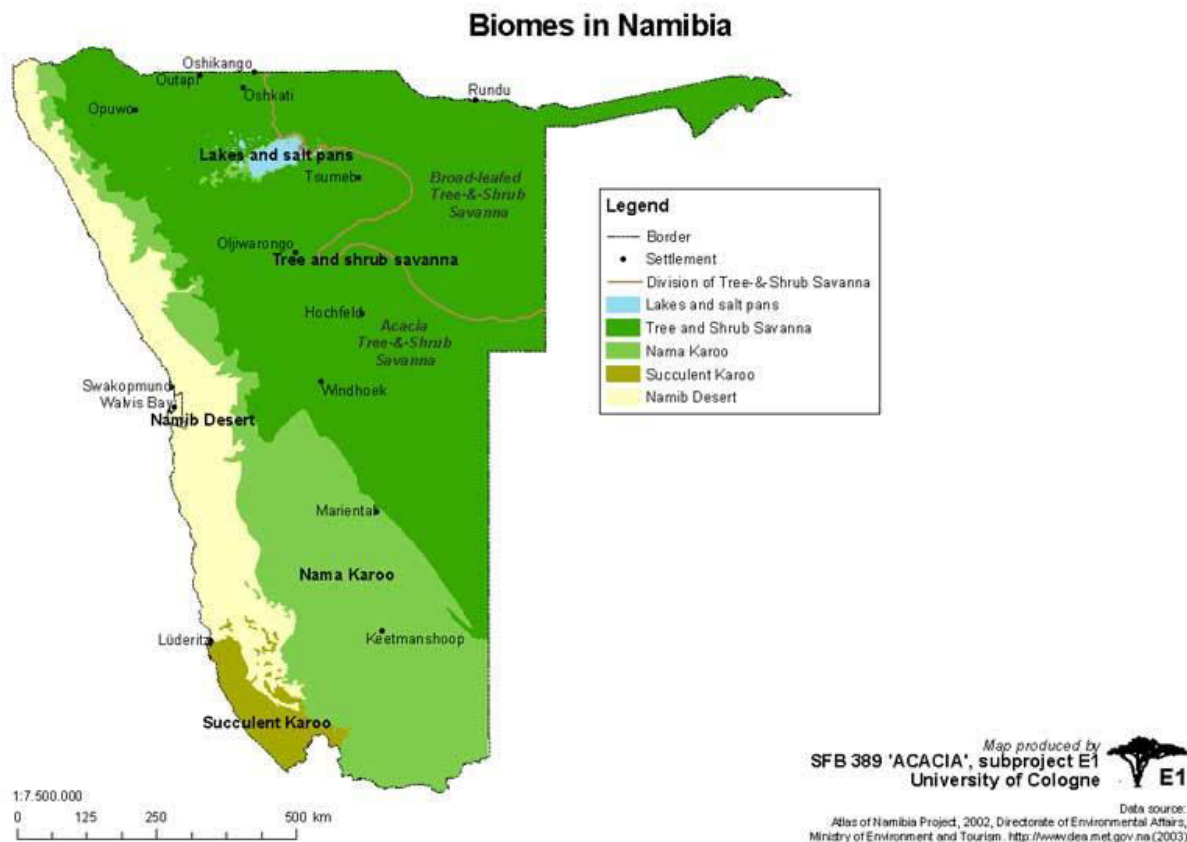 Biomes in Namibia
Oshikango
Outapi
Oshkati
Opuwo
Rundu
Lakes and salt pans
Tsumeb
Broad-leafed
Tree-&-Shrub
Savanna
Oljiwarongo
Tree and shrub savanna
Hochfeld
Acacia
Tree-&-Shrub
Savanna
Windhoek
Swakopmund
Walvis Bay
Namib Desert
Mariental
Nama Karoo
Lüderitz
Keetmanshoop
Succulent Karoo
Legend
Border
Settlement
Division of Tree-&-Shrub Savanna
Lakes and salt pans
Tree and Shrub Savanna
Nama Karoo
Succulent Karoo
Namib Desert
1:7.500.000
0 125 250 500 km
Map produced by
SFB 389 'ACACIA', subproject E1
University of Cologne
E1
Data source:
Atlas of Namibia Project, 2002, Directorate of Environmental Affairs,
Ministry of Environment and Tourism. http://www.dea.met.gov.na (2003)